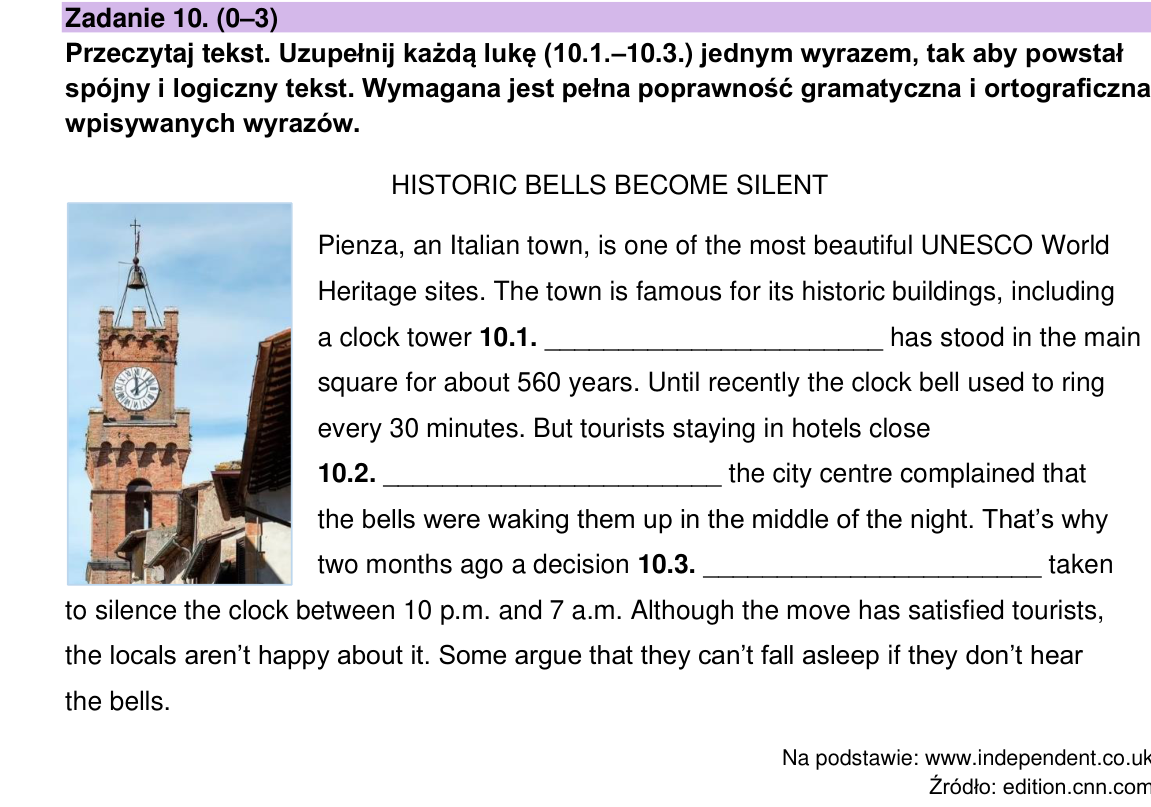 Zadanie 10. (0–3)
Przeczytaj tekst. Uzupełnij każdą lukę (10.1.–10.3.) jednym wyrazem, tak aby powstał
spójny i logiczny tekst. Wymagana jest pełna poprawność gramatyczna i ortograficzna
wpisywanych wyrazów.
HISTORIC BELLS BECOME SILENT
Pienza, an Italian town, is one of the most beautiful UNESCO World
Heritage sites. The town is famous for its historic buildings, including
a clock tower 10.1. _______________________ has stood in the main
square for about 560 years. Until recently the clock bell used to ring
every 30 minutes. But tourists staying in hotels close
10.2. _______________________ the city centre complained that
the bells were waking them up in the middle of the night. That’s why
two months ago a decision 10.3. _______________________ taken
to silence the clock between 10 p.m. and 7 a.m. Although the move has satisfied tourists,
the locals aren’t happy about it. Some argue that they can’t fall asleep if they don’t hear
the bells.
Na podstawie: www.independent.co.uk
Źródło: edition.cnn.com